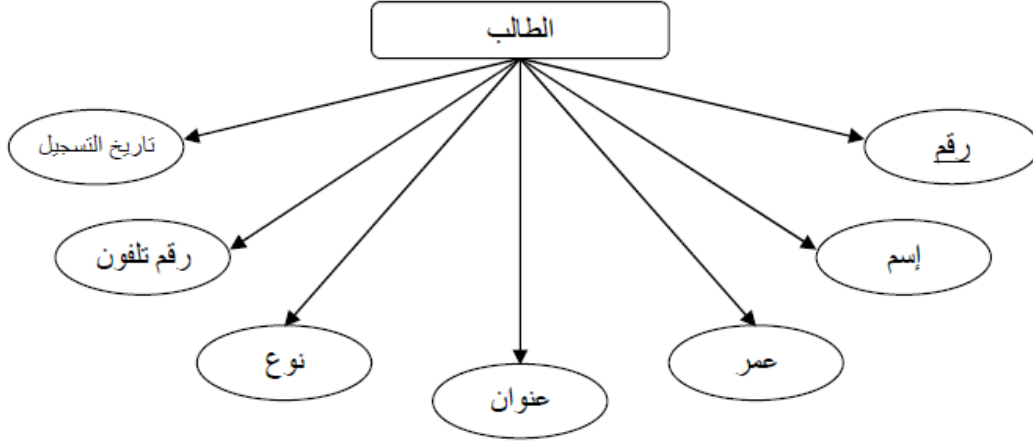 الطالب
رقم
تاريخ التسجيل
إسم
رقم تلفون
عمر
نوع
عنوان